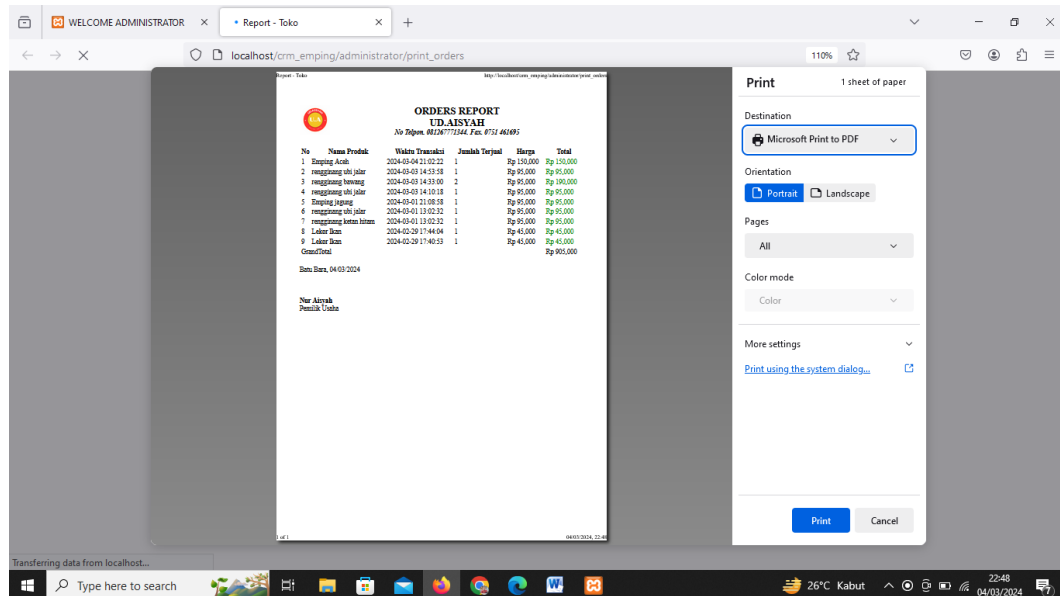 WELCOME ADMINISTRATOR
Report - Toko
localhost/crm_emping/administrator/print_orders
110%
Report - Toko http://localhost/crm_emping/administrator/print_orders
ORDERS REPORT
UD.AISYAH
No Telpon. 081267771344. Fax. 0751 461695
No Nama Produk Waktu Transaksi Jumlah Terjual Harga Total
1 Emping Aceh 2024-03-04 21:02:22 1 Rp 150,000 Rp 150,000
2 rengginang ubi jalar 2024-03-03 14:53:58 1 Rp 95,000 Rp 95,000
3 rengginang bawang 2024-03-03 14:33:00 2 Rp 95,000 Rp 190,000
4 rengginang ubi jalar 2024-03-03 14:10:18 1 Rp 95,000 Rp 95,000
5 Emping jagung 2024-03-01 21:08:58 1 Rp 95,000 Rp 95,000
6 rengginang ubi jalar 2024-03-01 13:02:32 1 Rp 95,000 Rp 95,000
7 rengginang ketan hitam 2024-03-01 13:02:32 1 Rp 95,000 Rp 95,000
8 Leker Ikan 2024-02-29 17:44:04 1 Rp 45,000 Rp 45,000
9 Leker Ikan 2024-02-29 17:40:53 1 Rp 45,000 Rp 45,000
GrandTotal Rp 905,000
Batu Bara, 04/03/2024
Nur Aisyah
Pemilik Usaha
1 of 1 04/03/2024, 22:48
Print 1 sheet of paper
Destination
Microsoft Print to PDF
Orientation
Portrait Landscape
Pages
All
Color mode
Color
More settings
Print using the system dialog...
Print Cancel
Transferring data from localhost...
Type here to search
26°C Kabut
22:48
04/03/2024